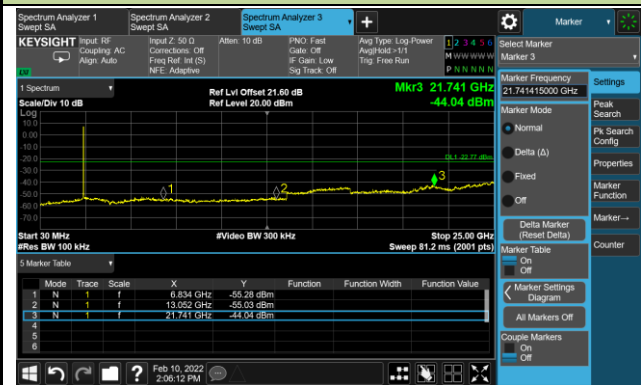 Spectrum Analyzer 1
Swept SA
Spectrum Analyzer 2
Swept SA
Spectrum Analyzer 3
Swept SA
+
Marker
KEYSIGHT
Input: RF
Coupling: AC
Align: Auto
Input Z: 50 Ω
Corrections: Off
Freq Ref: Int (S)
NFE: Adaptive
Atten: 10 dB
PNO: Fast
Gate: Off
IF Gain: Low
Sig Track: Off
Avg Type: Log-Power
Avg|Hold:>1/1
Trig: Free Run
1 2 3 4 5 6
M W W W W W
P N N N N N
Select Marker
Marker 3
1 Spectrum
Scale/Div 10 dB
Ref Lvl Offset 21.60 dB
Ref Level 20.00 dBm
Mkr3 21.741 GHz
-44.04 dBm
Log
10.0
0.00
-10.0
-20.0
-30.0
-40.0
-50.0
-60.0
-70.0
DL1 -22.77 dBm
1
2
3
Start 30 MHz
#Res BW 100 kHz
#Video BW 300 kHz
Stop 25.00 GHz
Sweep 81.2 ms (2001 pts)
5 Marker Table
Mode Trace Scale X Y Function Function Width Function Value
1 N 1 f 6.834 GHz -55.28 dBm
2 N 1 f 13.052 GHz -55.03 dBm
3 N 1 f 21.741 GHz -44.04 dBm
4
5
6
Marker Frequency
21.741415000 GHz
Marker Mode
Normal
Delta (Δ)
Fixed
Off
Delta Marker
(Reset Delta)
Marker Table
On
Off
Marker Settings
Diagram
All Markers Off
Couple Markers
On
Off
Settings
Peak
Search
Pk Search
Config
Properties
Marker
Function
Marker→
Counter
?
Feb 10, 2022
2:06:12 PM